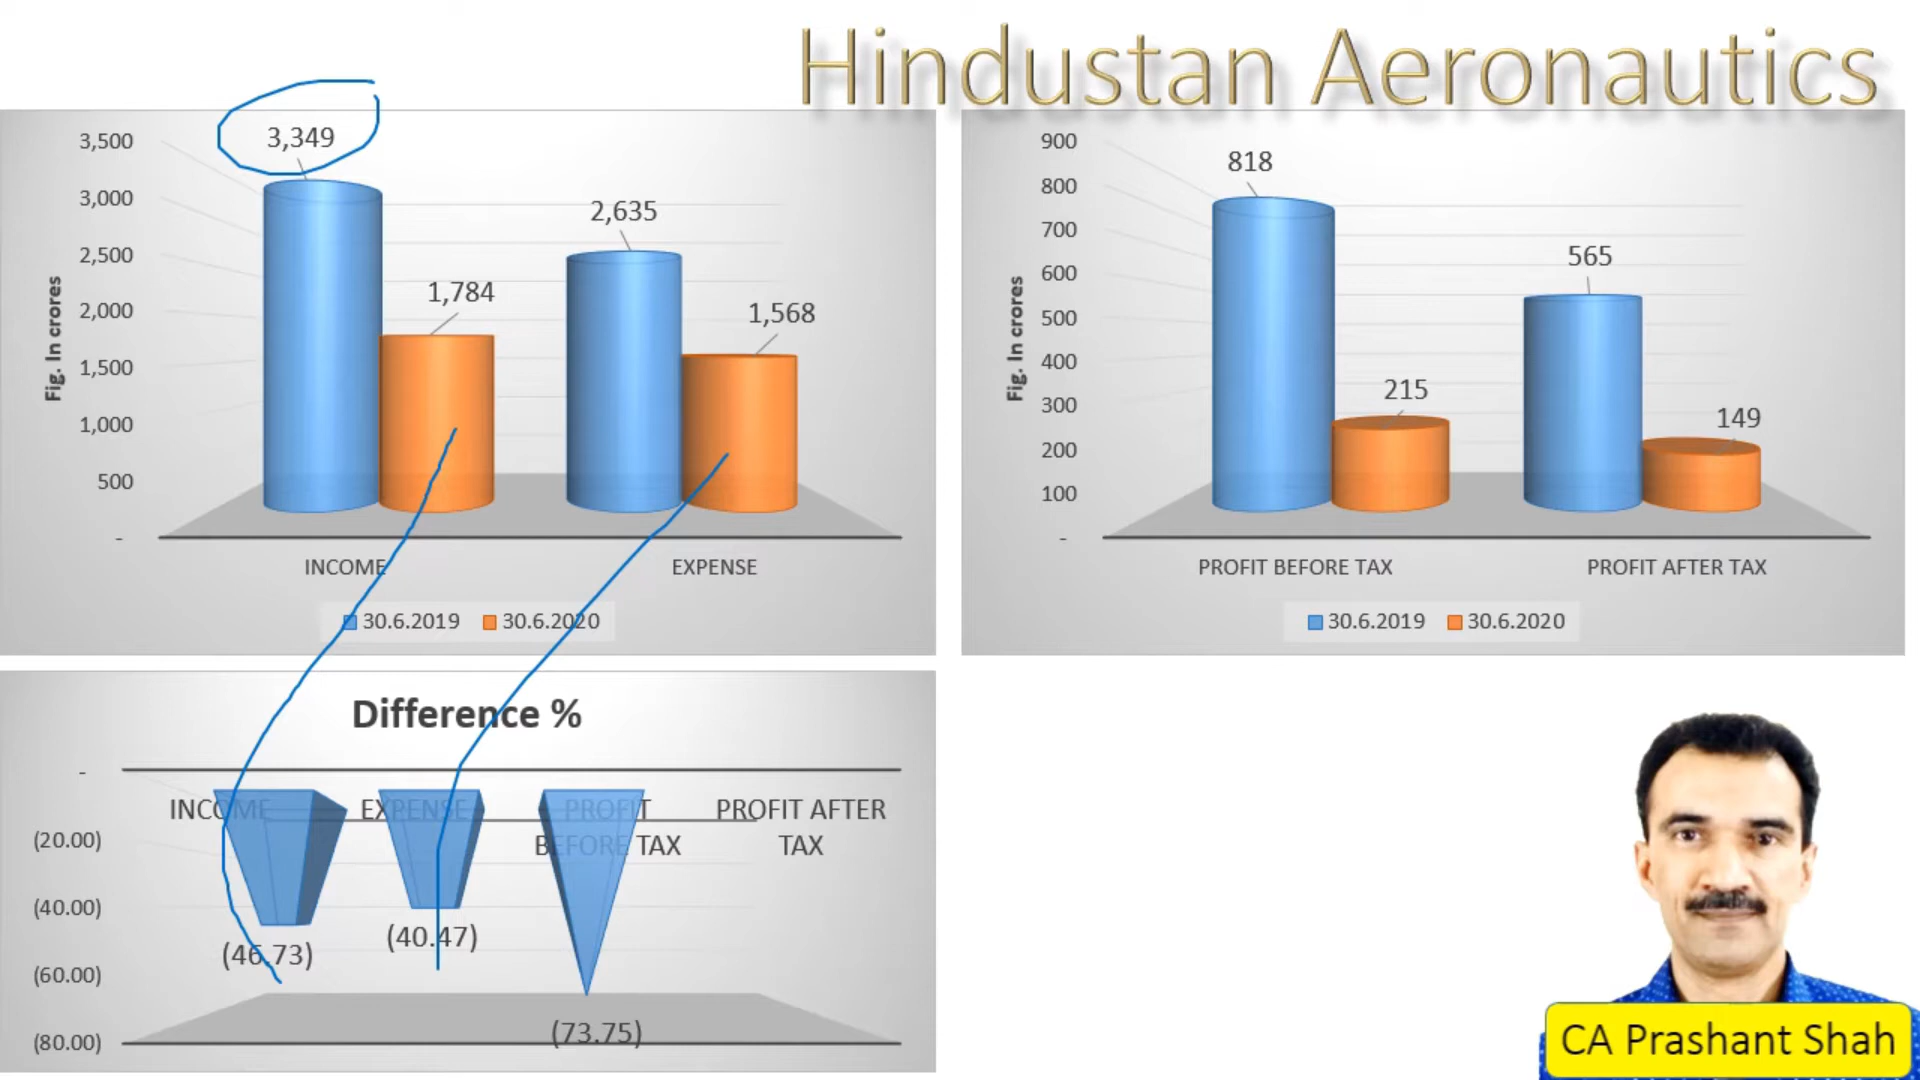 Hindustan Aeronautics
3,500
3,000
2,500
2,000
1,500
1,000
500
-
Fig. In crores
3,349
1,784
2,635
1,568
INCOME
EXPENSE
30.6.2019 30.6.2020
900
800
700
600
500
400
300
200
100
-
Fig. In crores
818
215
565
149
PROFIT BEFORE TAX
PROFIT AFTER TAX
30.6.2019 30.6.2020
Difference %
-
(20.00)
(40.00)
(60.00)
(80.00)
INCOME
EXPENSE
PROFIT
BEFORE TAX
PROFIT AFTER
TAX
(46.73)
(40.47)
(73.75)
CA Prashant Shah